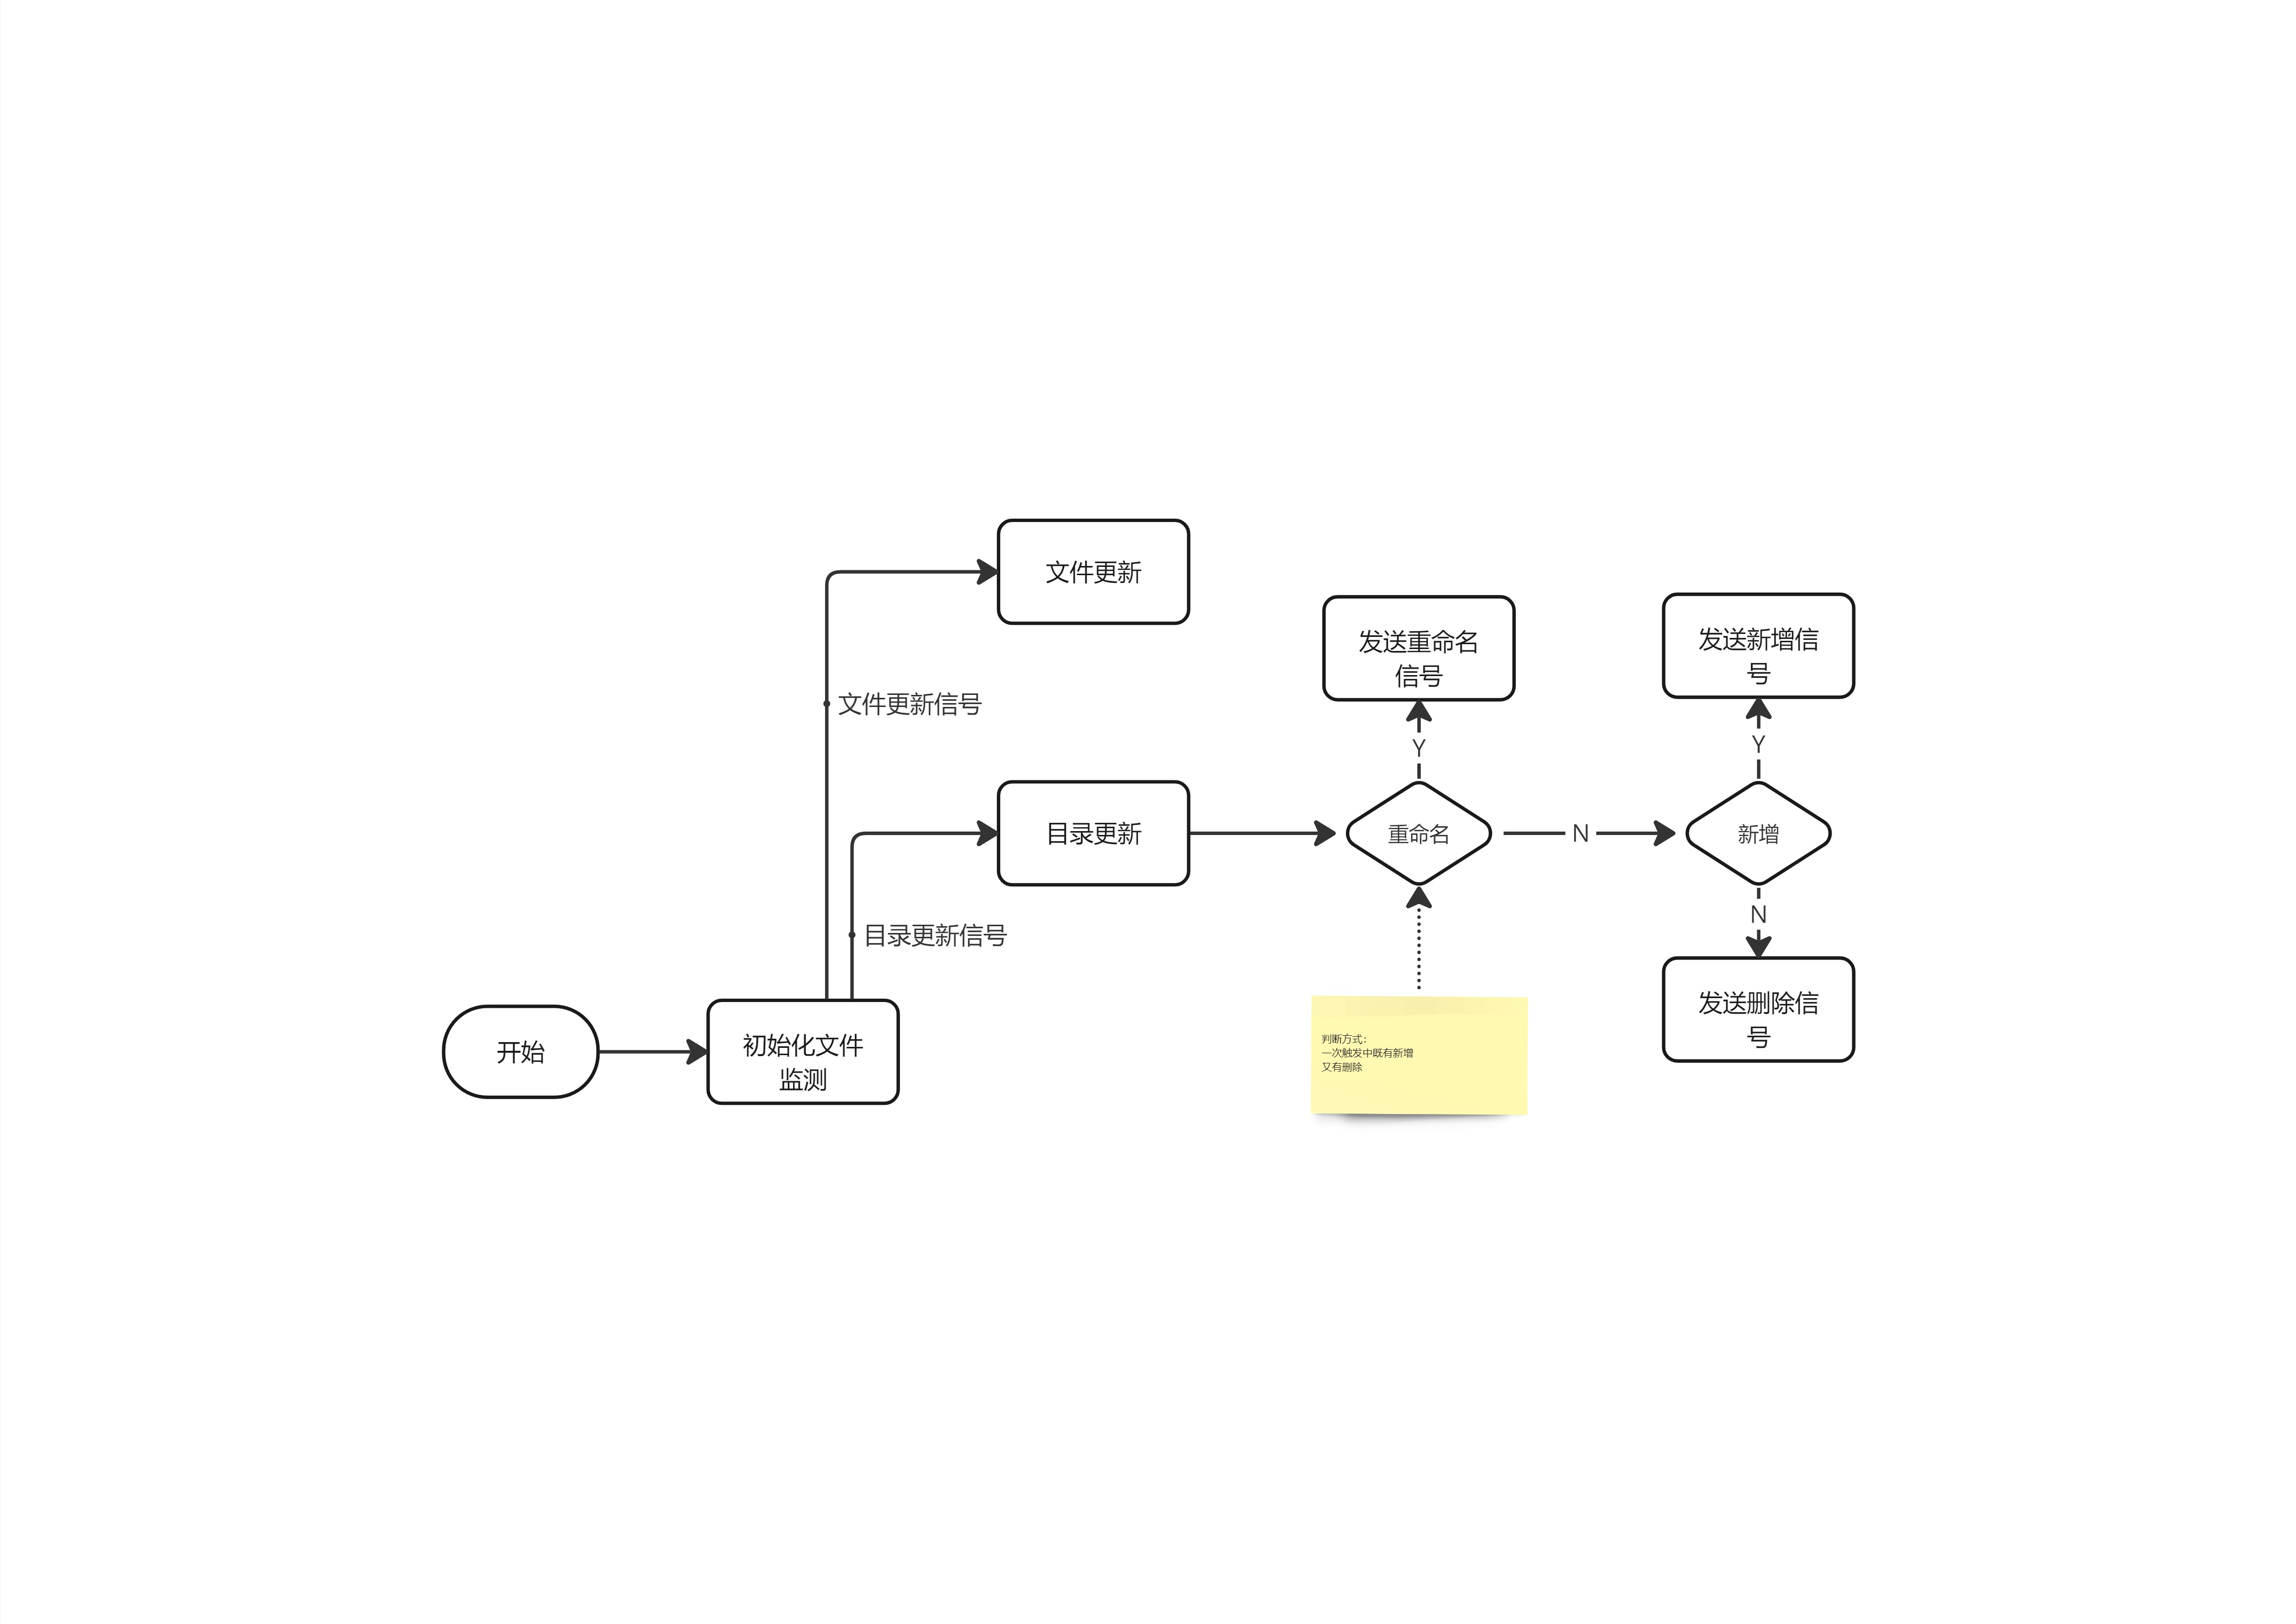 文件更新
发送重命名
信号
发送新增信
号
文件更新信号
Y
Y
目录更新
重命名
N
新增
目录更新信号
N
开始
初始化文件
监测
判断方式：
一次触发中既有新增
又有删除
发送删除信
号